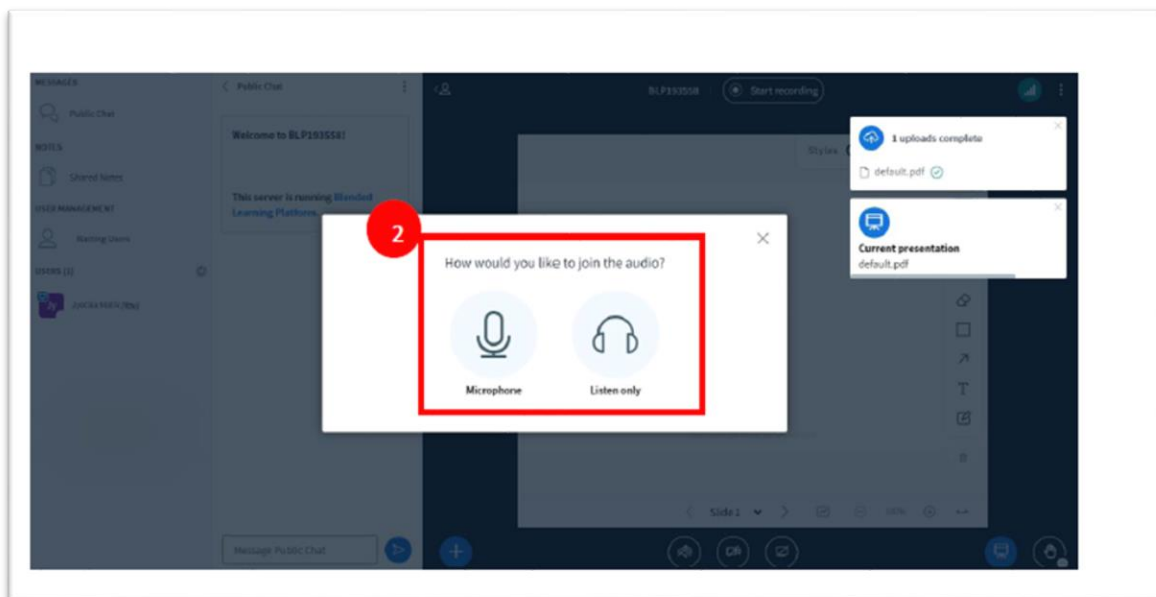 MESSAGES
Public Chat
NOTES
Shared Notes
USER MANAGEMENT
Waiting Users
USERS (1)
Public Chat
Welcome to BLP193558!
This server is running Blended
Learning Platform.
Message Public Chat
BLP193558
Start recording
Styles
1 uploads complete
default.pdf
Current presentation
default.pdf
2
How would you like to join the audio?
Microphone
Listen only
T
Slide 1
100%